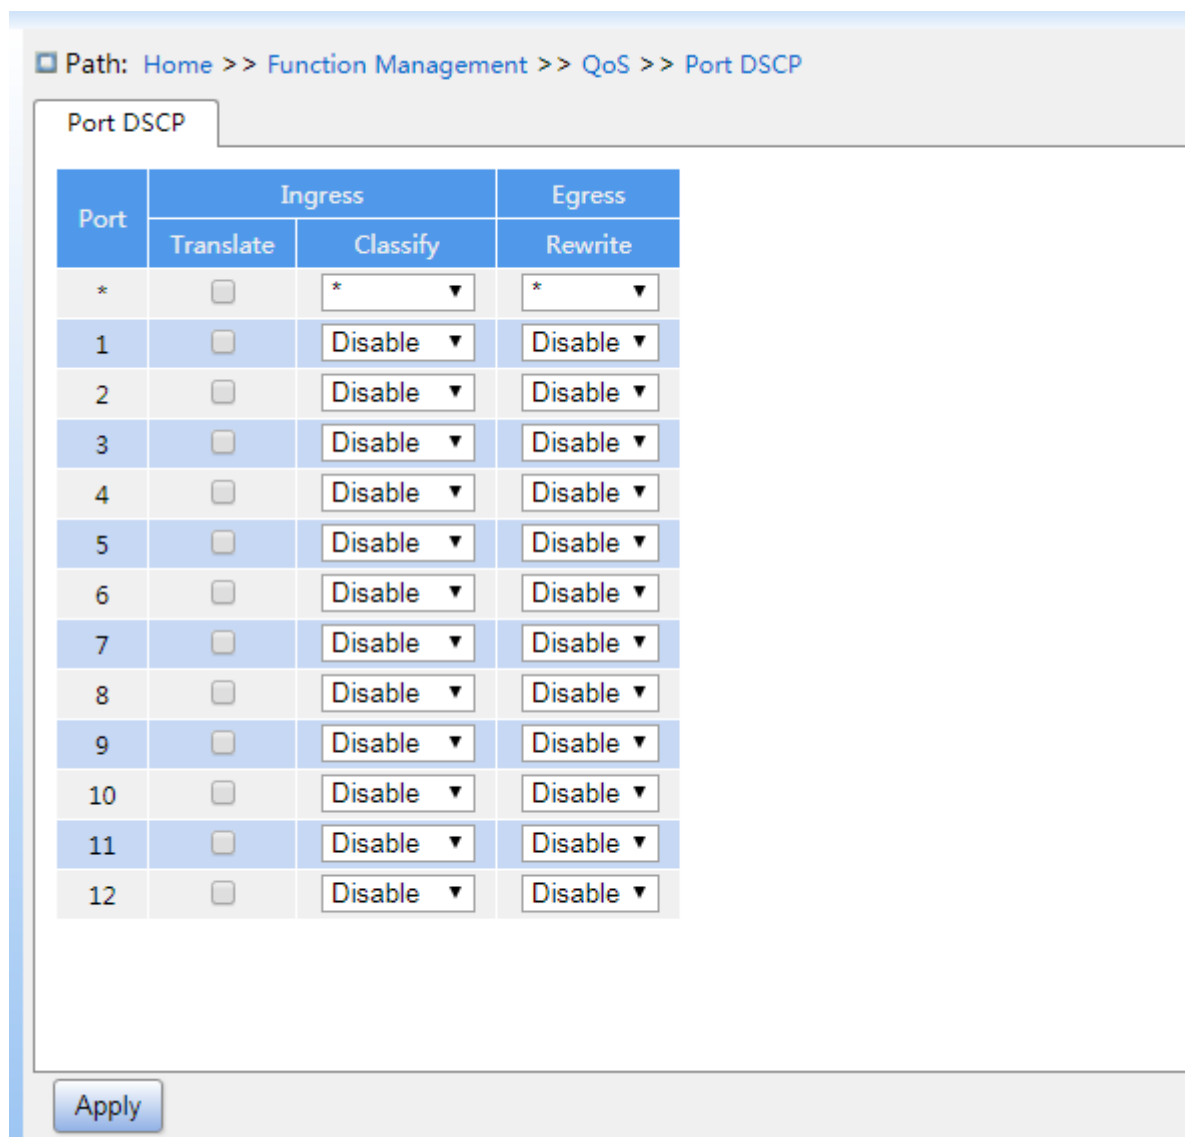 Path: Home >> Function Management >> QoS >> Port DSCP
Port DSCP
Port Ingress Egress
Translate Classify Rewrite
* * *
1 Disable Disable
2 Disable Disable
3 Disable Disable
4 Disable Disable
5 Disable Disable
6 Disable Disable
7 Disable Disable
8 Disable Disable
9 Disable Disable
10 Disable Disable
11 Disable Disable
12 Disable Disable
Apply